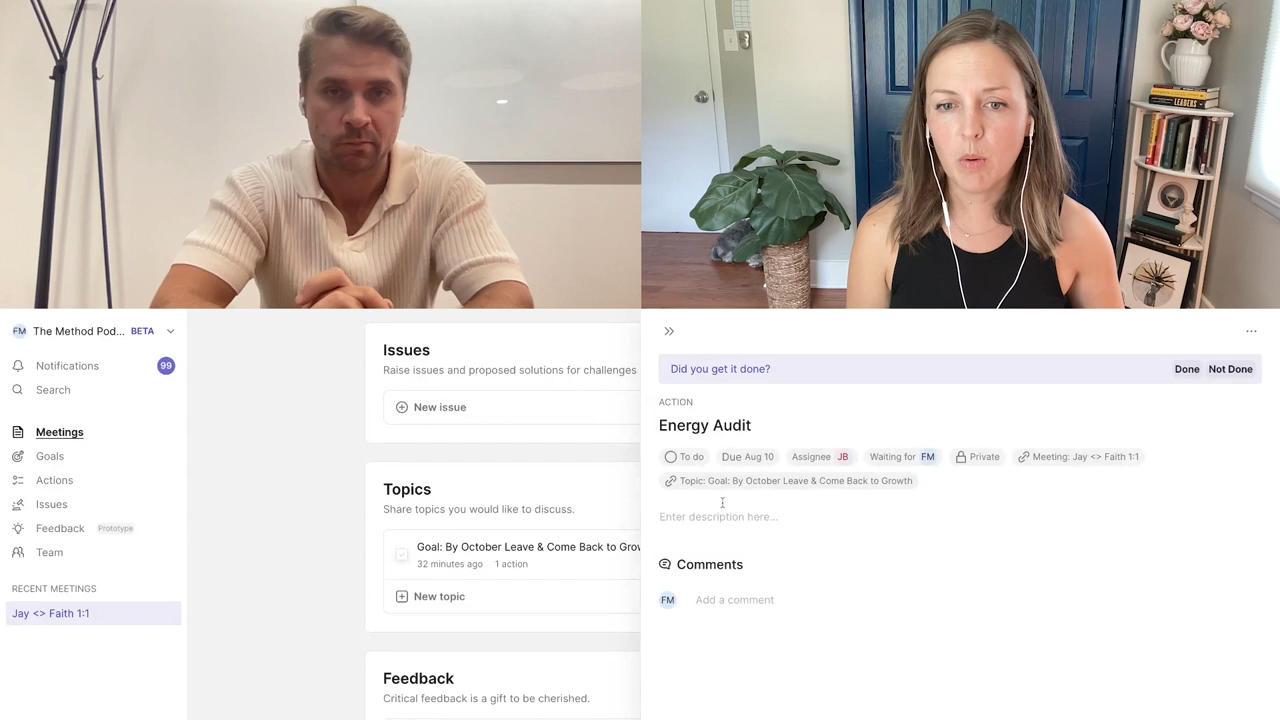 LEADERS
FM The Method Pod... BETA
Notifications 99
Search
Meetings
Goals
Actions
Issues
Feedback Prototype
Team
RECENT MEETINGS
Jay <> Faith 1:1
Issues
Raise issues and proposed solutions for challenges
New issue
Topics
Share topics you would like to discuss.
Goal: By October Leave & Come Back to Grow
32 minutes ago 1 action
New topic
Feedback
Critical feedback is a gift to be cherished.
Did you get it done? Done Not Done
ACTION
Energy Audit
To do Due Aug 10 Assignee JB Waiting for FM Private Meeting: Jay <> Faith 1:1
Topic: Goal: By October Leave & Come Back to Growth
Enter description here...
Comments
FM Add a comment